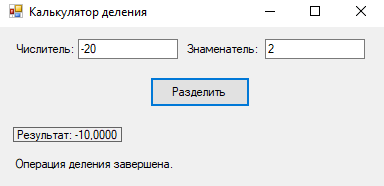 Калькулятор деления
Числитель: -20 Знаменатель: 2
Разделить
Результат: -10,0000
Операция деления завершена.